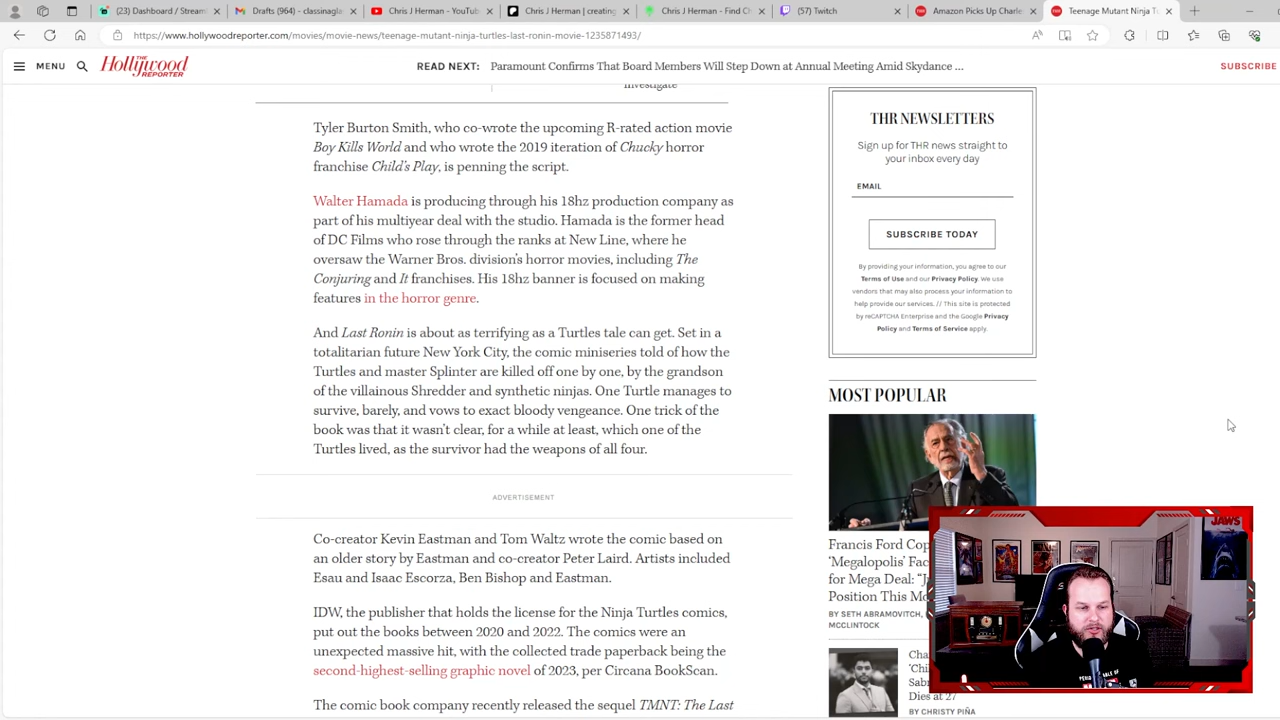 (23) Dashboard / Stream
Drafts (964) - classinagla
Chris J Herman - YouTube
Chris J Herman | creating
Chris J Herman - Find Ch
(57) Twitch
Amazon Picks Up Charlie
Teenage Mutant Ninja Tu
https://www.hollywoodreporter.com/movies/movie-news/teenage-mutant-ninja-turtles-last-ronin-movie-1235871493/
MENU
THE Hollywood REPORTER
READ NEXT: Paramount Confirms That Board Members Will Step Down at Annual Meeting Amid Skydance ...
SUBSCRIBE
Investigate
Tyler Burton Smith, who co-wrote the upcoming R-rated action movie
Boy Kills World and who wrote the 2019 iteration of Chucky horror
franchise Child's Play, is penning the script.
Walter Hamada is producing through his 18hz production company as
part of his multiyear deal with the studio. Hamada is the former head
of DC Films who rose through the ranks at New Line, where he
oversaw the Warner Bros. division's horror movies, including The
Conjuring and It franchises. His 18hz banner is focused on making
features in the horror genre.
And Last Ronin is about as terrifying as a Turtles tale can get. Set in a
totalitarian future New York City, the comic miniseries told of how the
Turtles and master Splinter are killed off one by one, by the grandson
of the villainous Shredder and synthetic ninjas. One Turtle manages to
survive, barely, and vows to exact bloody vengeance. One trick of the
book was that it wasn't clear, for a while at least, which one of the
Turtles lived, as the survivor had the weapons of all four.
ADVERTISEMENT
Co-creator Kevin Eastman and Tom Waltz wrote the comic based on
an older story by Eastman and co-creator Peter Laird. Artists included
Esau and Isaac Escorza, Ben Bishop and Eastman.
IDW, the publisher that holds the license for the Ninja Turtles comics,
put out the books between 2020 and 2022. The comics were an
unexpected massive hit, with the collected trade paperback being the
second-highest-selling graphic novel of 2023, per Circana BookScan.
The comic book company recently released the sequel TMNT: The Last
THR NEWSLETTERS
Sign up for THR news straight to
your inbox every day
EMAIL
SUBSCRIBE TODAY
By providing your information, you agree to our
Terms of Use and our Privacy Policy. We use
vendors that may also process your information to
help provide our services. // This site is protected
by reCAPTCHA Enterprise and the Google Privacy
Policy and Terms of Service apply.
MOST POPULAR
Francis Ford Cop
'Megalopolis' Fac
for Mega Deal: "J
Position This Mo
BY SETH ABRAMOVITCH,
MCCLINTOCK
Cha
'Chi
Sab
Dies at 27
BY CHRISTY PIÑA
JAWS